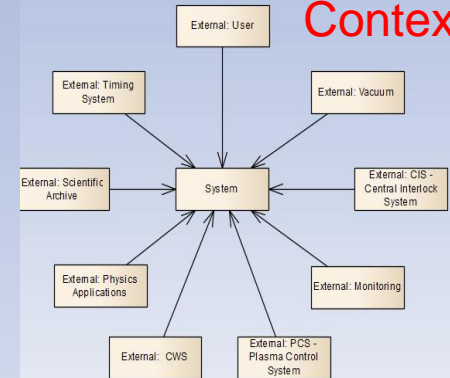 Contex
External: User
External: Timing
System
External: Vacuum
External: Scientific
Archive
System
External: CIS -
Central Interlock
System
External: Physics
Applications
External: Monitoring
External: CWS
External: PCS -
Plasma Control
System